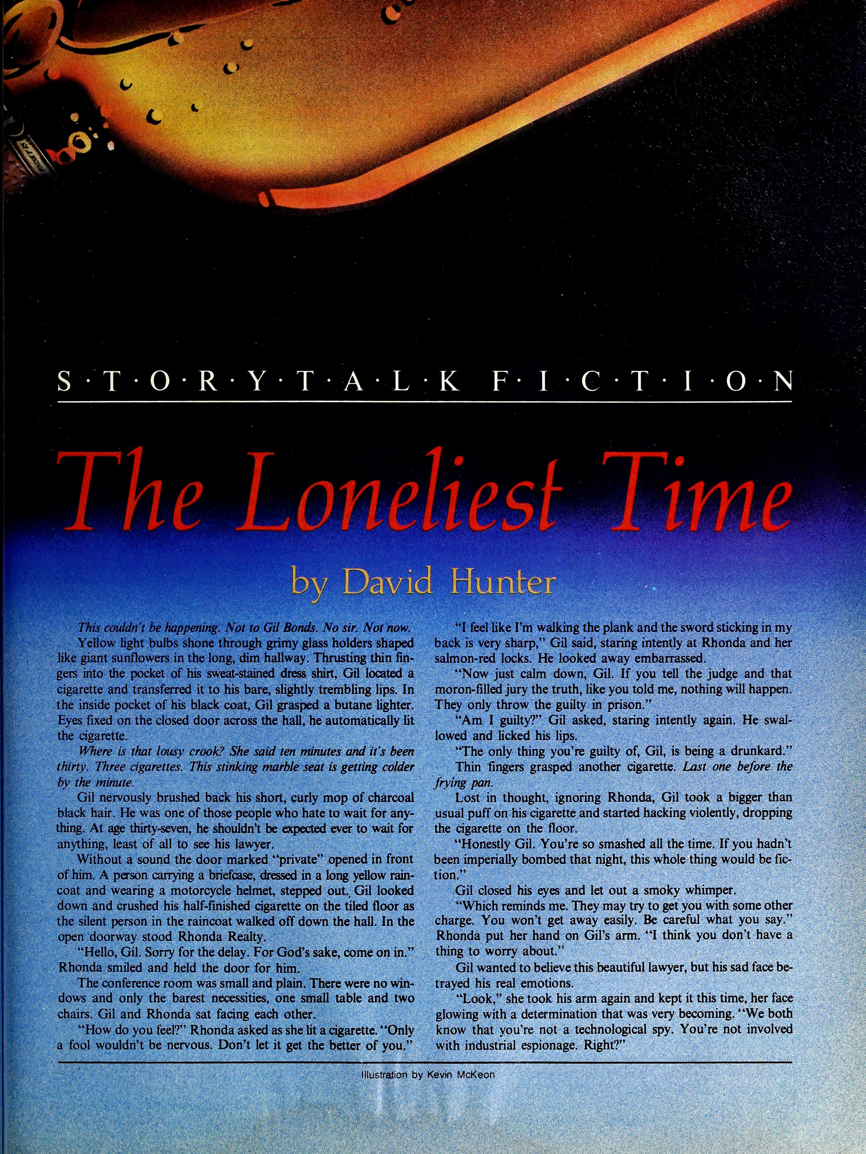 S·T·O·R·Y·T·A·L·K F·I·C·T·I·O·N
The Loneliest Time
by David Hunter
This couldn't be happening. Not to Gil Bonds. No sir. Not now.
Yellow light bulbs shone through grimy glass holders shaped
like giant sunflowers in the long, dim hallway. Thrusting thin fin-
gers into the pocket of his sweat-stained dress shirt, Gil located a
cigarette and transferred it to his bare, slightly trembling lips. In
the inside pocket of his black coat, Gil grasped a butane lighter.
Eyes fixed on the closed door across the hall, he automatically lit
the cigarette.
Where is that lousy crook? She said ten minutes and it's been
thirty. Three cigarettes. This stinking marble seat is getting colder
by the minute.
Gil nervously brushed back his short, curly mop of charcoal
black hair. He was one of those people who hate to wait for any-
thing. At age thirty-seven, he shouldn't be expected ever to wait for
anything, least of all to see his lawyer.
Without a sound the door marked "private" opened in front
of him. A person carrying a briefcase, dressed in a long yellow rain-
coat and wearing a motorcycle helmet, stepped out. Gil looked
down and crushed his half-finished cigarette on the tiled floor as
the silent person in the raincoat walked off down the hall. In the
open doorway stood Rhonda Realty.
"Hello, Gil. Sorry for the delay. For God's sake, come on in."
Rhonda smiled and held the door for him.
The conference room was small and plain. There were no win-
dows and only the barest necessities, one small table and two
chairs. Gil and Rhonda sat facing each other.
"How do you feel?" Rhonda asked as she lit a cigarette. "Only
a fool wouldn't be nervous. Don't let it get the better of you."
"I feel like I'm walking the plank and the sword sticking in my
back is very sharp," Gil said, staring intently at Rhonda and her
salmon-red locks. He looked away embarrassed.
"Now just calm down, Gil. If you tell the judge and that
moron-filled jury the truth, like you told me, nothing will happen.
They only throw the guilty in prison."
"Am I guilty?" Gil asked, staring intently again. He swal-
lowed and licked his lips.
"The only thing you're guilty of, Gil, is being a drunkard."
Thin fingers grasped another cigarette. Last one before the
frying pan.
Lost in thought, ignoring Rhonda, Gil took a bigger than
usual puff on his cigarette and started hacking violently, dropping
the cigarette on the floor.
"Honestly Gil. You're so smashed all the time. If you hadn't
been imperially bombed that night, this whole thing would be fic-
tion."
Gil closed his eyes and let out a smoky whimper.
"Which reminds me. They may try to get you with some other
charge. You won't get away easily. Be careful what you say."
Rhonda put her hand on Gil's arm. "I think you don't have a
thing to worry about."
Gil wanted to believe this beautiful lawyer, but his sad face be-
trayed his real emotions.
"Look," she took his arm again and kept it this time, her face
glowing with a determination that was very becoming. "We both
know that you're not a technological spy. You're not involved
with industrial espionage. Right?"
Illustration by Kevin McKeon